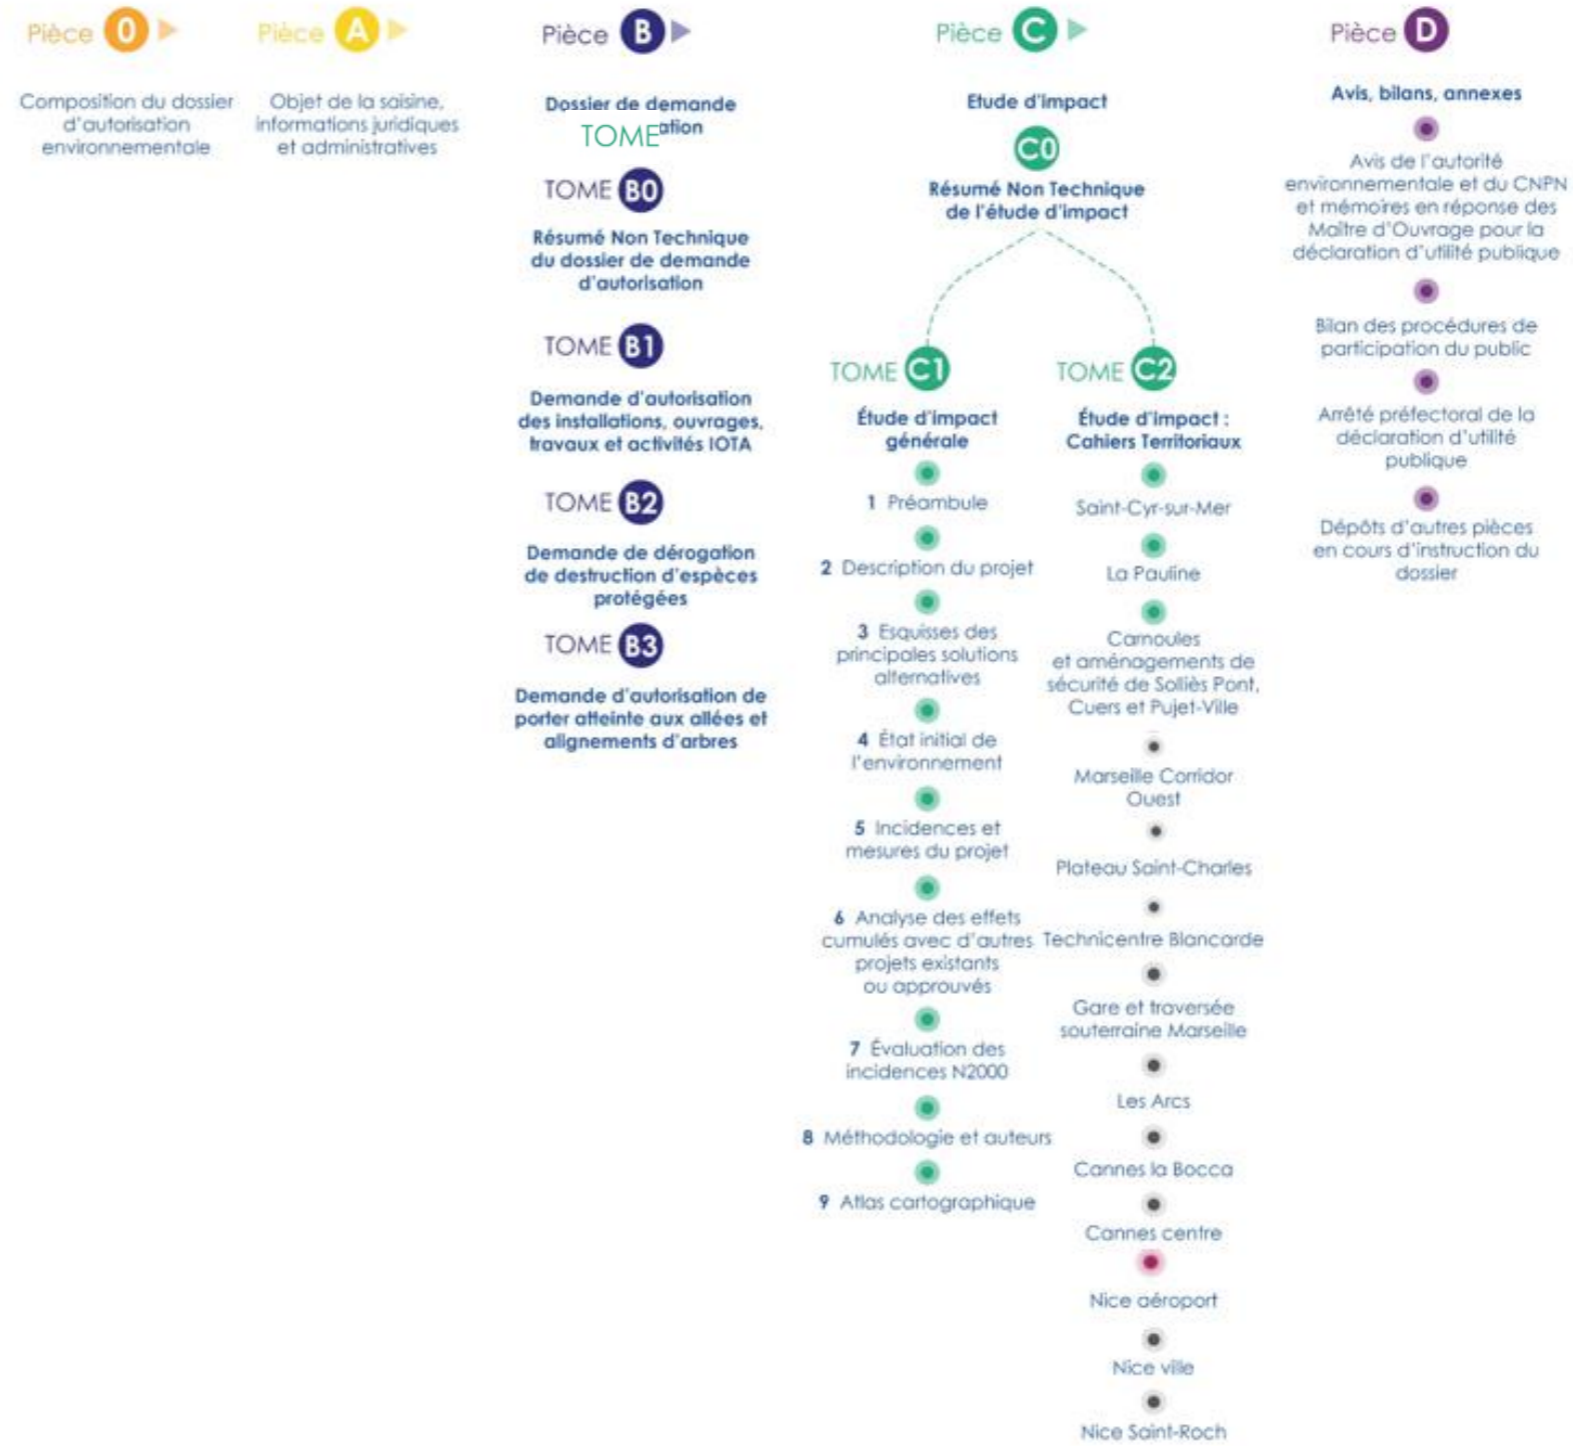 Pièce 0
Composition du dossier
d'autorisation
environnementale
Pièce A
Objet de la saisine,
informations juridiques
et administratives
Pièce B
Dossier de demande
ation
TOME
TOME B0
Résumé Non Technique
du dossier de demande
d'autorisation
TOME B1
Demande d'autorisation
des installations, ouvrages,
travaux et activités IOTA
TOME B2
Demande de dérogation
de destruction d'espèces
protégées
TOME B3
Demande d'autorisation de
porter atteinte aux allées et
alignements d'arbres
Pièce C
Etude d'impact
C0
Résumé Non Technique
de l'étude d'impact
TOME C1
Étude d'impact
générale
1 Préambule
2 Description du projet
3 Esquisses des
principales solutions
alternatives
4 État initial de
l'environnement
5 Incidences et
mesures du projet
6 Analyse des effets
cumulés avec d'autres
projets existants
ou approuvés
7 Évaluation des
incidences N2000
8 Méthodologie et auteurs
9 Atlas cartographique
TOME C2
Étude d'impact :
Cahiers Territoriaux
Saint-Cyr-sur-Mer
La Pauline
Carnoules
et aménagements de
sécurité de Solliès Pont,
Cuers et Pujet-Ville
Marseille Corridor
Ouest
Plateau Saint-Charles
Technicentre Blancarde
Gare et traversée
souterraine Marseille
Les Arcs
Cannes la Bocca
Cannes centre
Nice aéroport
Nice ville
Nice Saint-Roch
Pièce D
Avis, bilans, annexes
Avis de l'autorité
environnementale et du CNPN
et mémoires en réponse des
Maître d'Ouvrage pour la
déclaration d'utilité publique
Bilan des procédures de
participation du public
Arrêté préfectoral de la
déclaration d'utilité
publique
Dépôts d'autres pièces
en cours d'instruction du
dossier